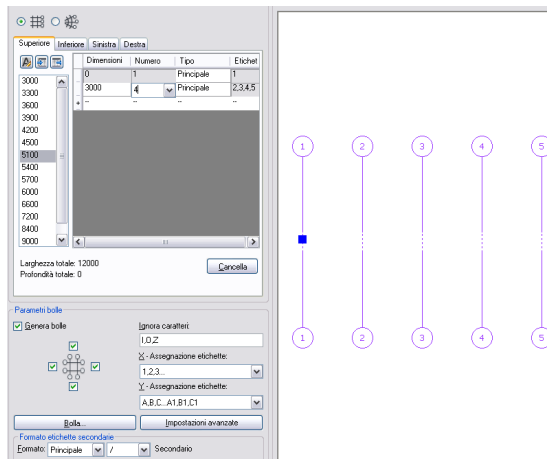 Superiore Inferiore Sinistra Destra
Dimensioni Numero Tipo Etichet
0 1 Principale 1
3000 4 Principale 2,3,4,5
+ -- -- -- --
3000
3300
3600
3900
4200
4500
5100
5400
5700
6000
6600
7200
8400
9000
Larghezza totale: 12000
Profondità totale: 0
Cancella
Parametri bolle
Genera bolle
Ignora caratteri:
I,O,Z
X - Assegnazione etichette:
1,2,3...
Y - Assegnazione etichette:
A,B,C...A1,B1,C1
Bolla...
Impostazioni avanzate
Formato etichette secondarie
Formato: Principale / Secondario
1 2 3 4 5
1 2 3 4 5